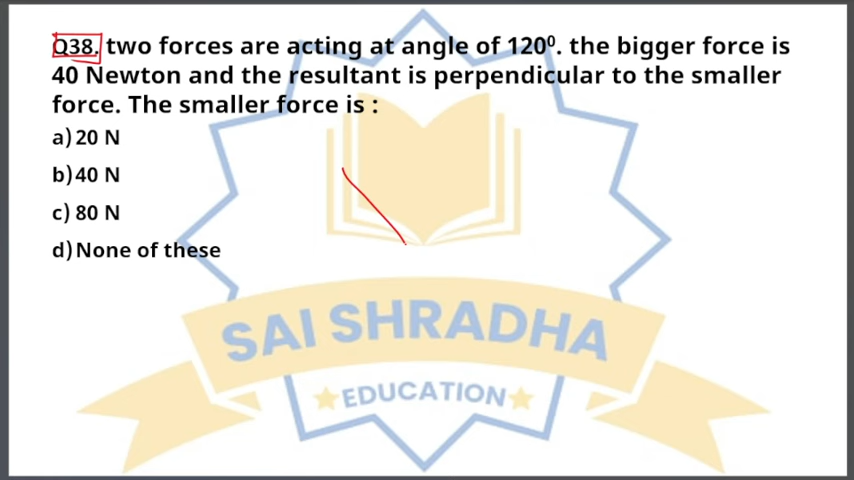 Q38. two forces are acting at angle of 120⁰. the bigger force is
40 Newton and the resultant is perpendicular to the smaller
force. The smaller force is :
a) 20 N
b) 40 N
c) 80 N
d) None of these
SAI SHRADHA
EDUCATION